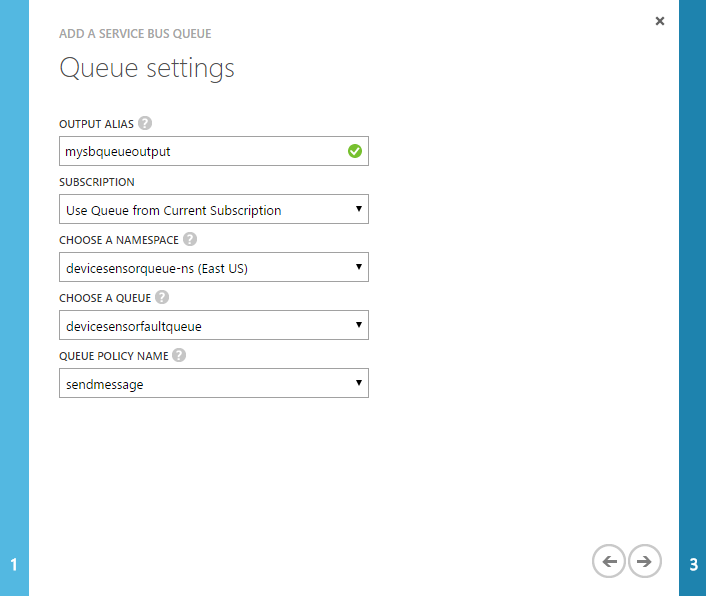 ADD A SERVICE BUS QUEUE
Queue settings
OUTPUT ALIAS ?
mysbqueueoutput
SUBSCRIPTION
Use Queue from Current Subscription
CHOOSE A NAMESPACE ?
devicesensorqueue-ns (East US)
CHOOSE A QUEUE ?
devicesensorfaultqueue
QUEUE POLICY NAME ?
sendmessage
1
3